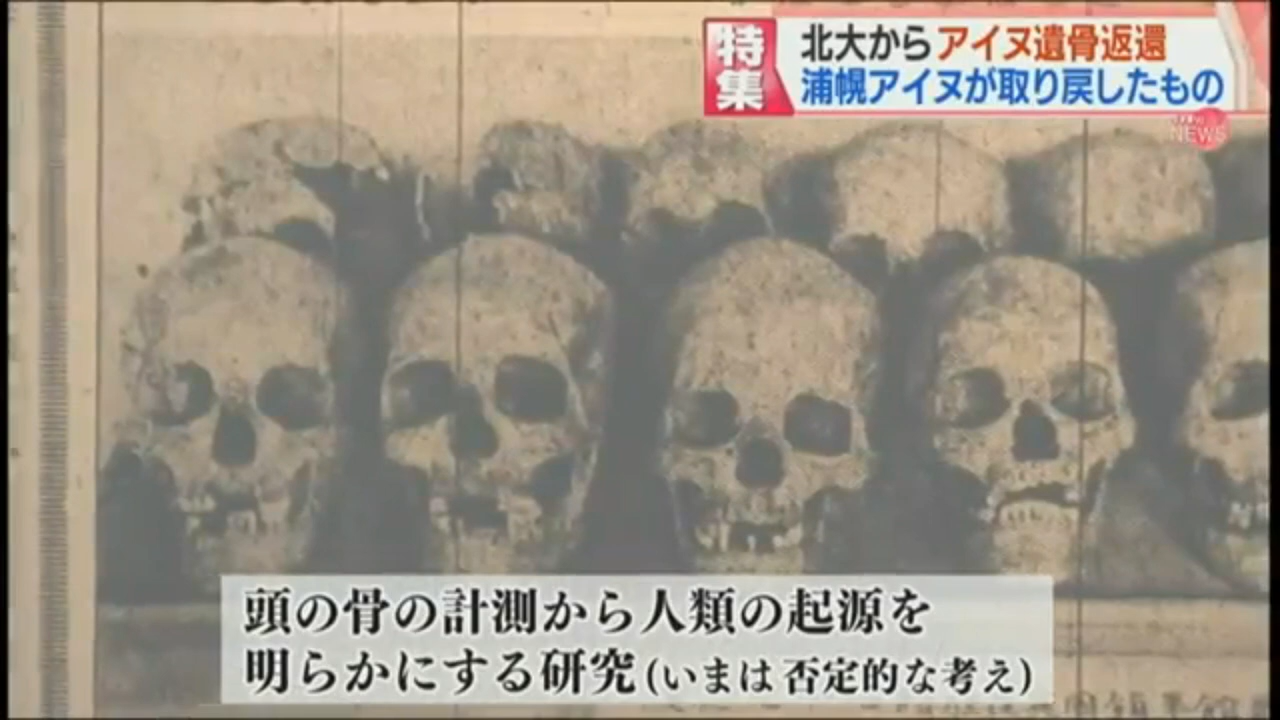 特集
北大からアイヌ遺骨返還
浦幌アイヌが取り戻したもの
NEWS
頭の骨の計測から人類の起源を
明らかにする研究(いまは否定的な考え)